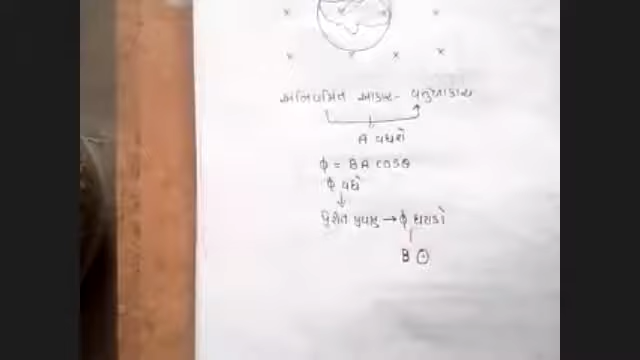 અનિયમિત આકાર - વર્તુળાકાર
A વધશે
ϕ = BA cosθ
ϕ વધે
↓
પ્રેરિત પ્રવાહ → ϕ ઘટાડો
B ⊙